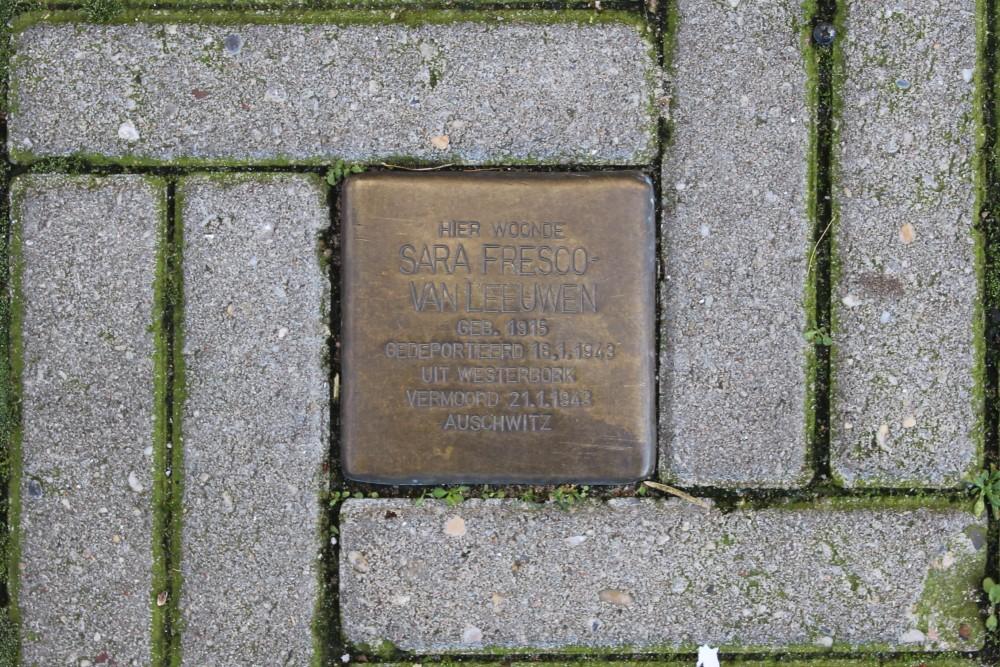 HIER WOONDE
SARA FRESCO-
VAN LEEUWEN
GEB. 1915
GEDEPORTEERD 18.1.1943
UIT WESTERBORK
VERMOORD 21.1.1943
AUSCHWITZ